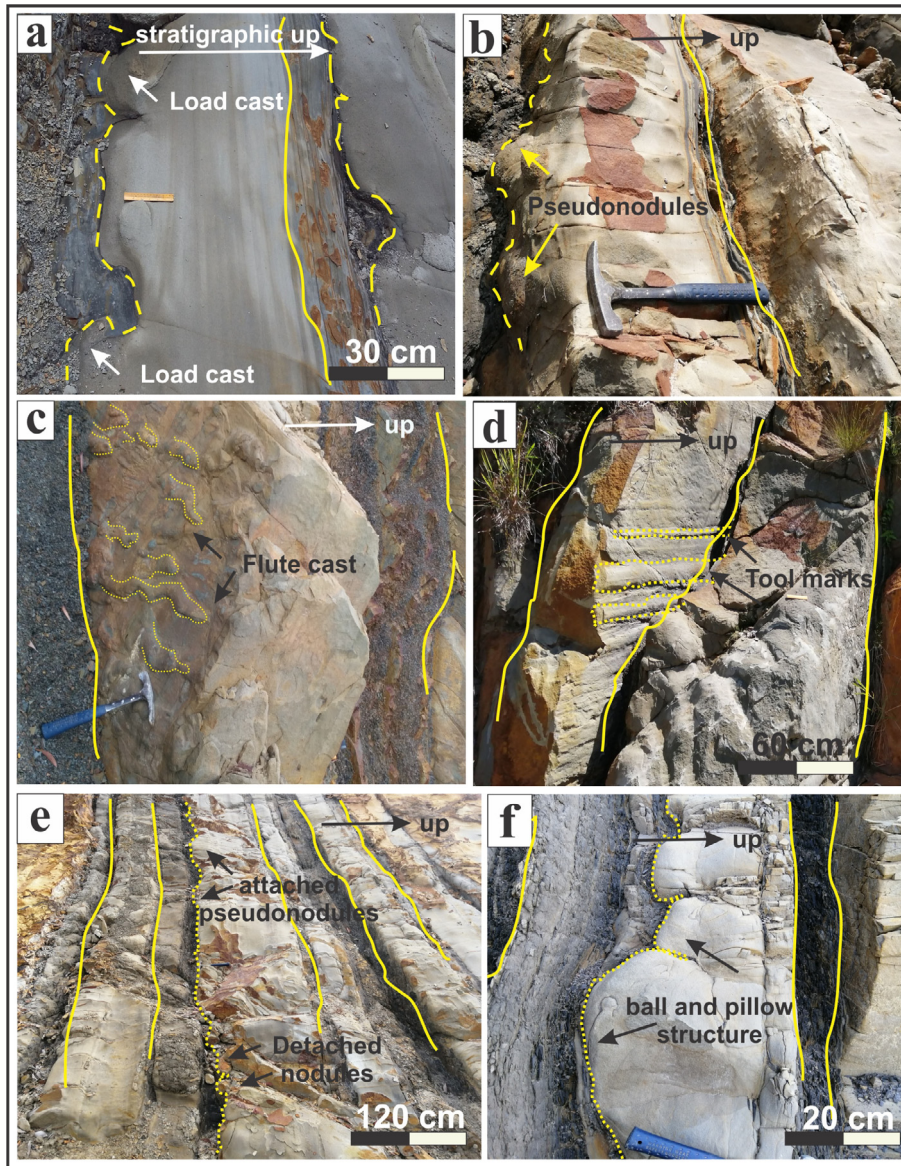 a
stratigraphic up
Load cast
Load cast
30 cm
b
up
Pseudonodules
c
up
Flute cast
d
up
Tool marks
60 cm
e
up
attached
pseudonodules
Detached
nodules
120 cm
f
up
ball and pillow
structure
20 cm